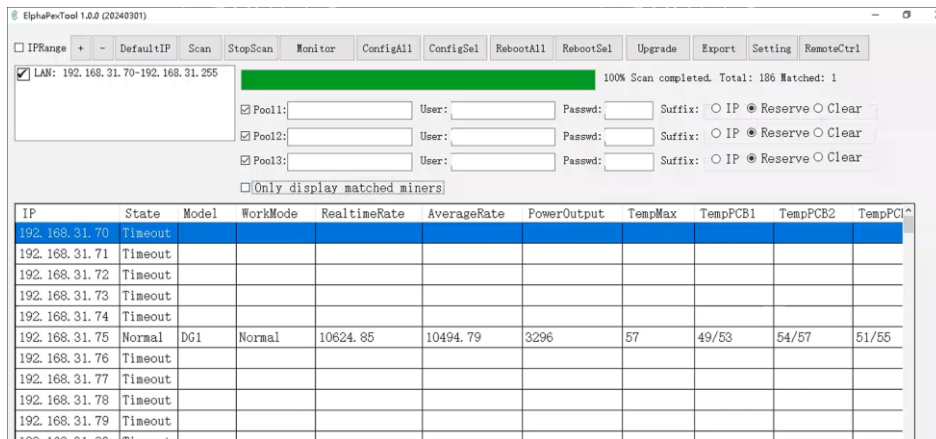 ElphaPexTool 1.0.0 (20240301)
IPRange + - DefaultIP Scan StopScan Monitor ConfigAll ConfigSel RebootAll RebootSel Upgrade Export Setting RemoteCtrl
LAN: 192.168.31.70-192.168.31.255
100% Scan completed. Total: 186 Matched: 1
Pool1: User: Passwd: Suffix: IP Reserve Clear
Pool2: User: Passwd: Suffix: IP Reserve Clear
Pool3: User: Passwd: Suffix: IP Reserve Clear
Only display matched miners
IP State Model WorkMode RealtimeRate AverageRate PowerOutput TempMax TempPCB1 TempPCB2
192.168.31.70 Timeout
192.168.31.71 Timeout
192.168.31.72 Timeout
192.168.31.73 Timeout
192.168.31.74 Timeout
192.168.31.75 Normal DG1 Normal 10624.85 10494.79 3296 57 49/53 54/57 51/55
192.168.31.76 Timeout
192.168.31.77 Timeout
192.168.31.78 Timeout
192.168.31.79 Timeout